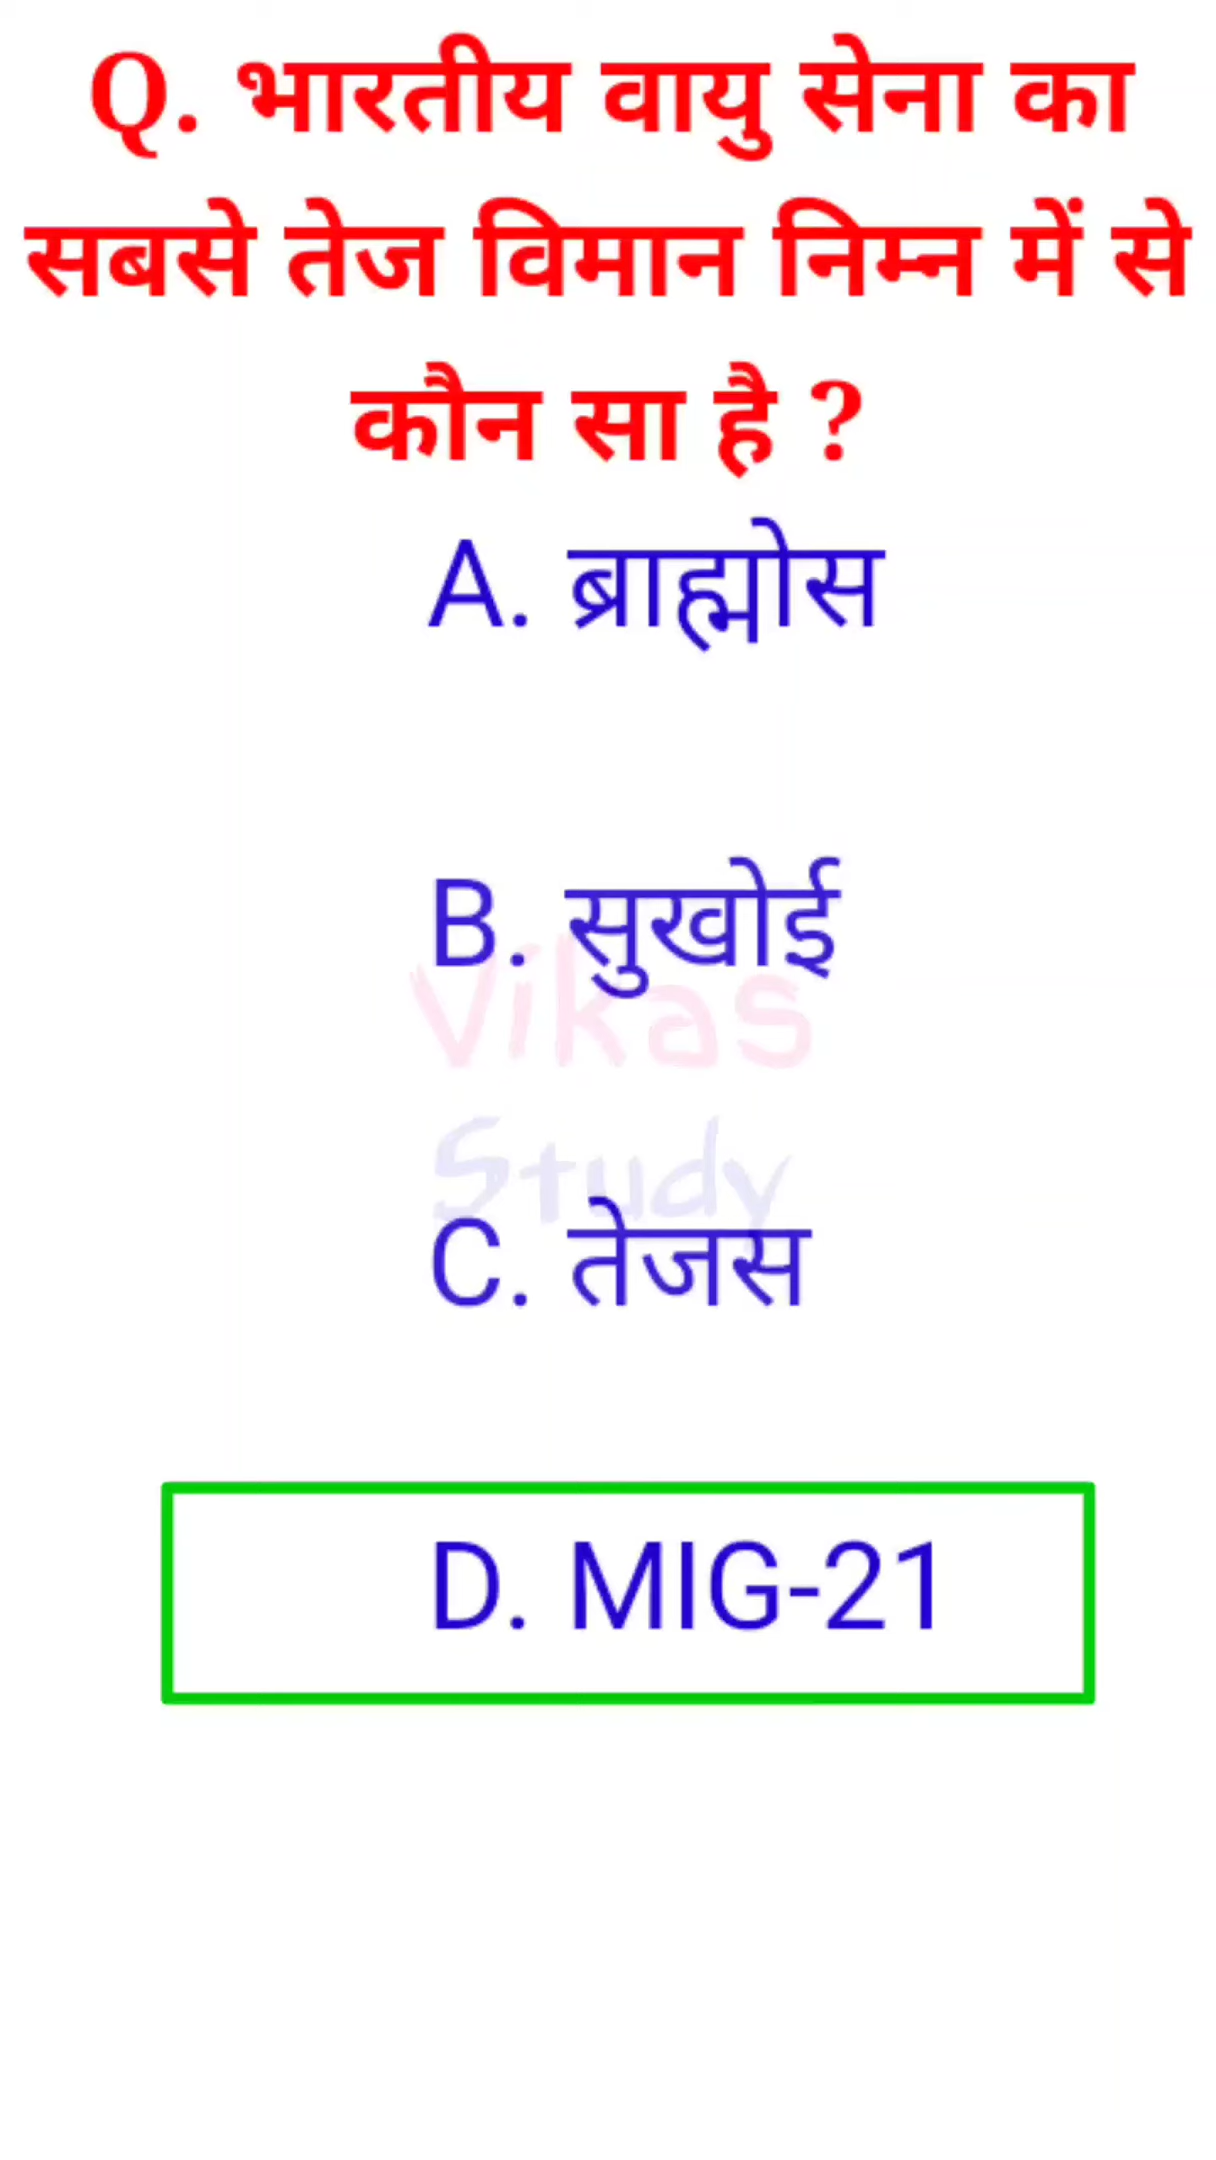 Q. भारतीय वायु सेना का
सबसे तेज विमान निम्न में से
कौन सा है ?
A. ब्राह्मोस
B. सुखोई
Vikas
Study
C. तेजस
D. MIG-21